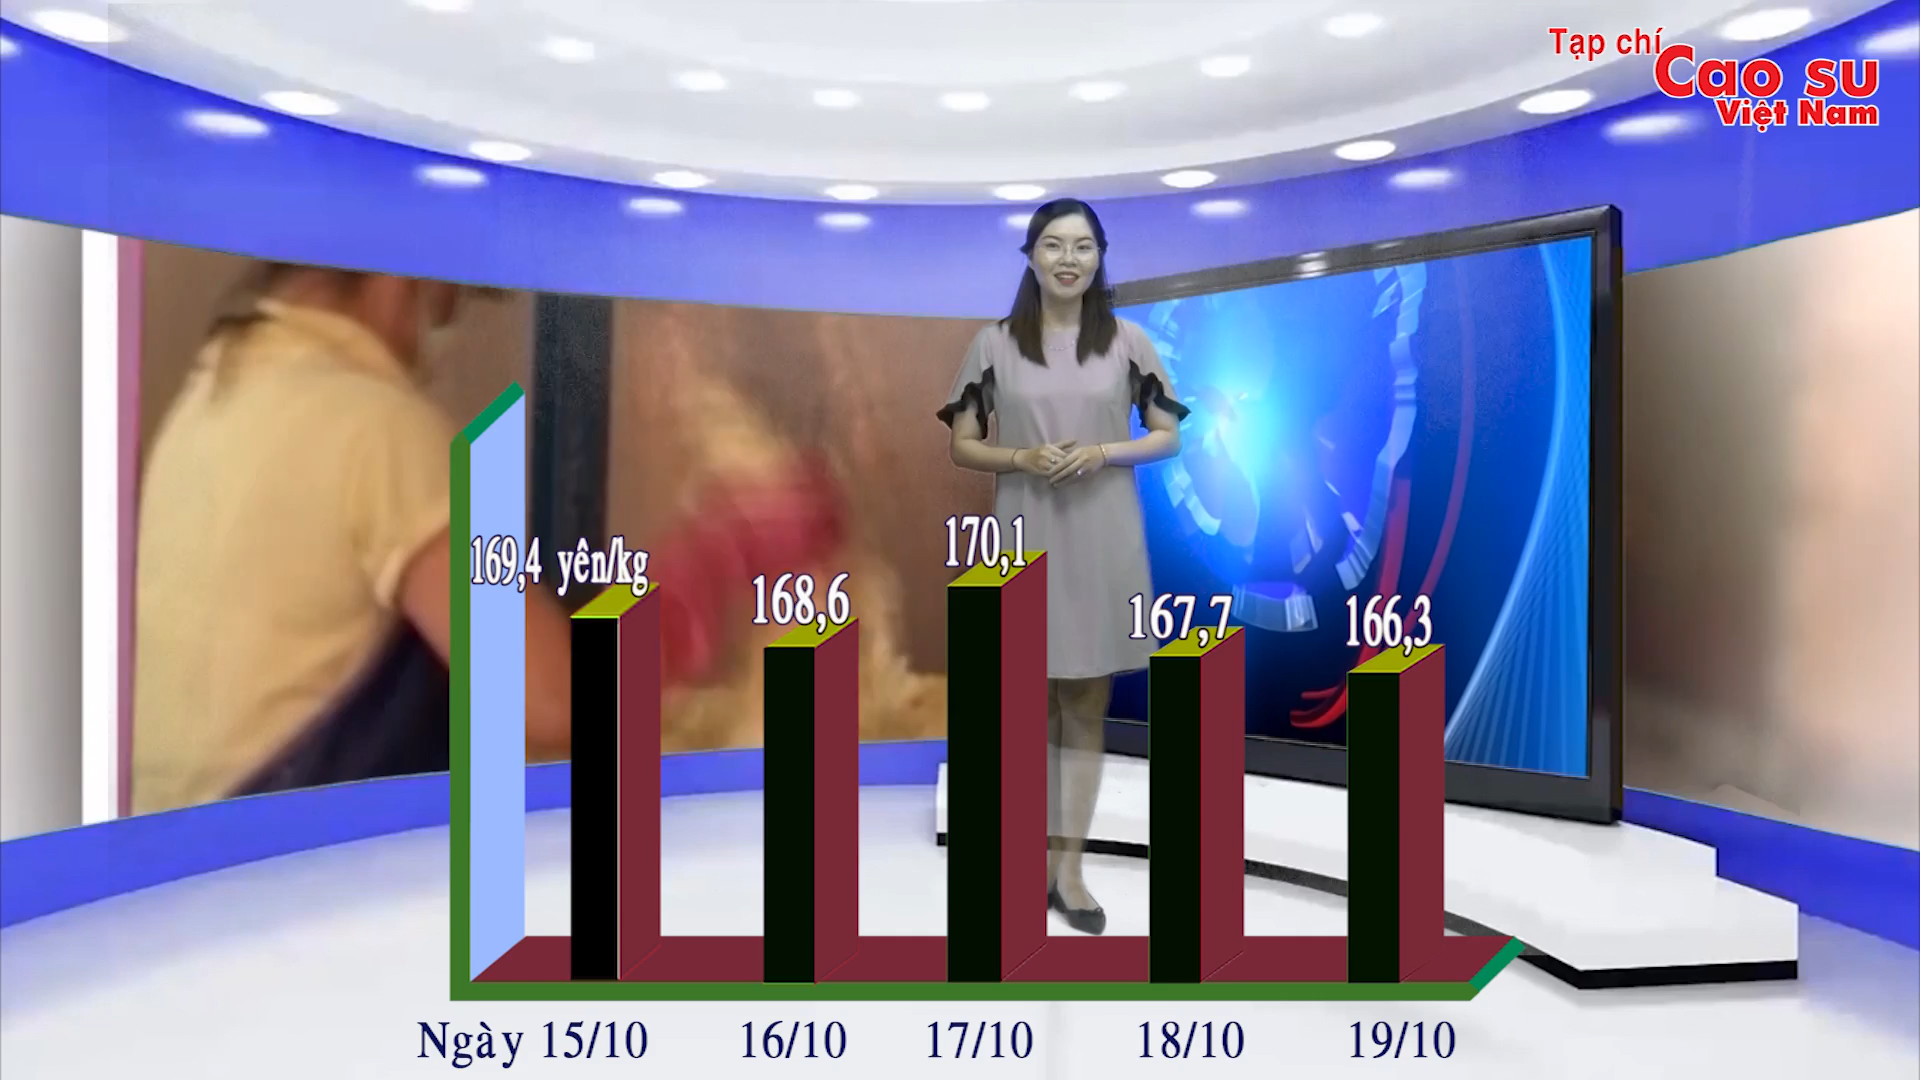 Tạp chí
Cao su
Việt Nam
169,4 yên/kg
168,6
170,1
167,7
166,3
Ngày 15/10
16/10
17/10
18/10
19/10